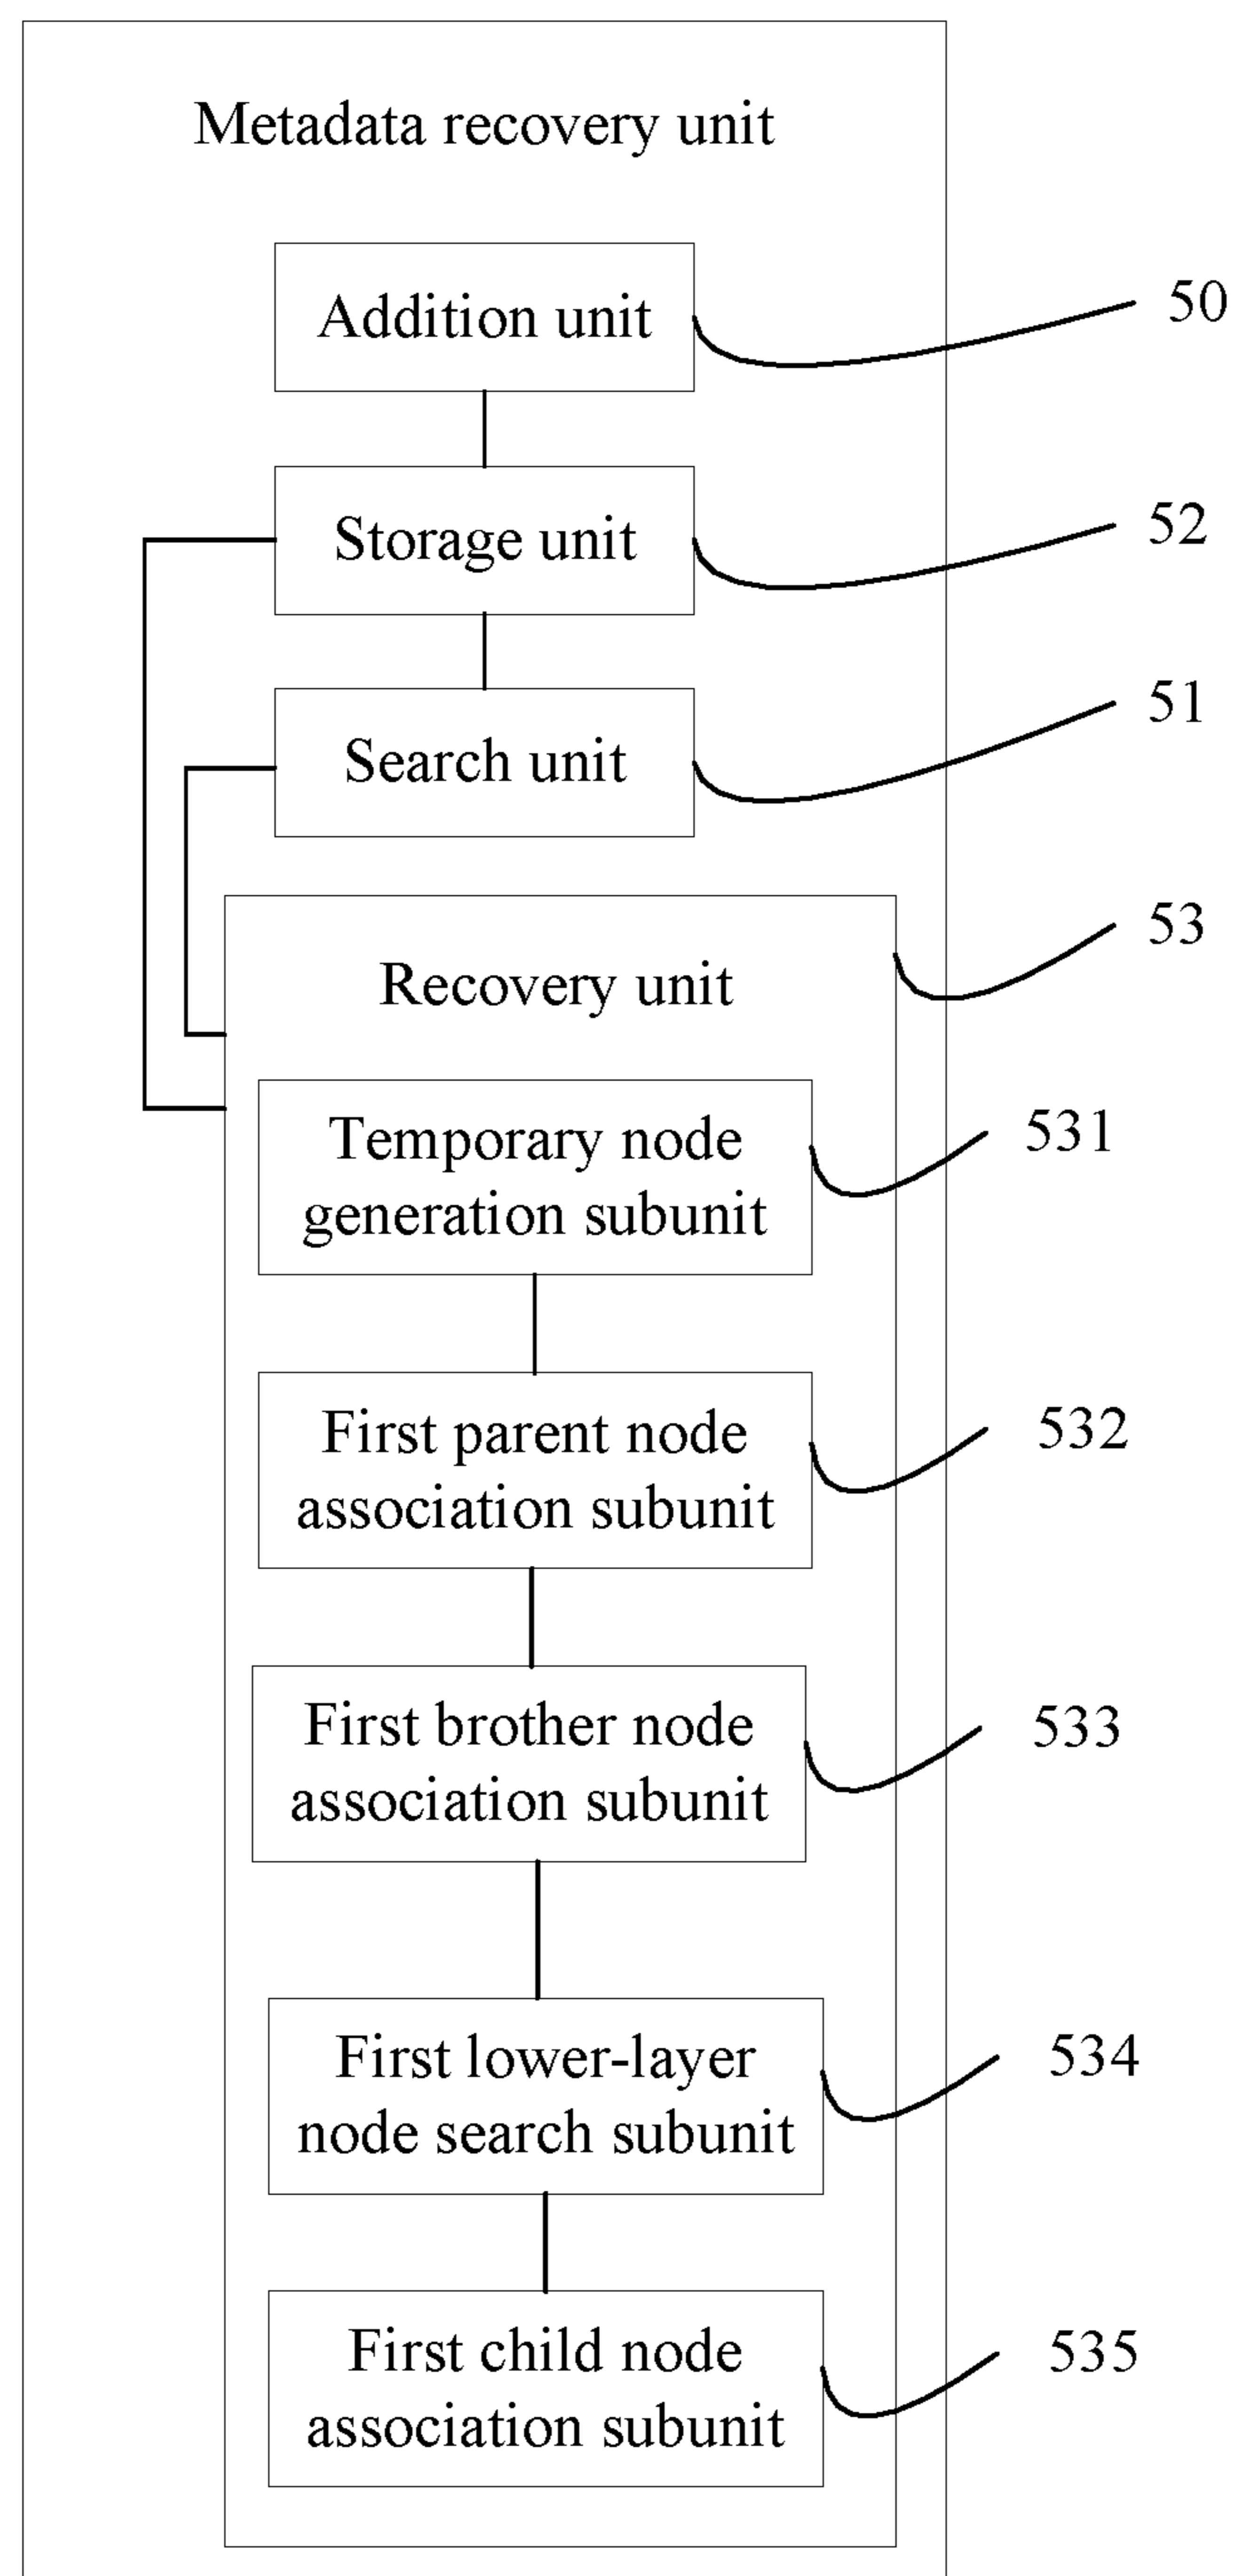 Metadata recovery unit
Addition unit
50
Storage unit
52
Search unit
51
53
Recovery unit
Temporary node
generation subunit
531
First parent node
association subunit
532
First brother node
association subunit
533
First lower-layer
node search subunit
534
First child node
association subunit
535